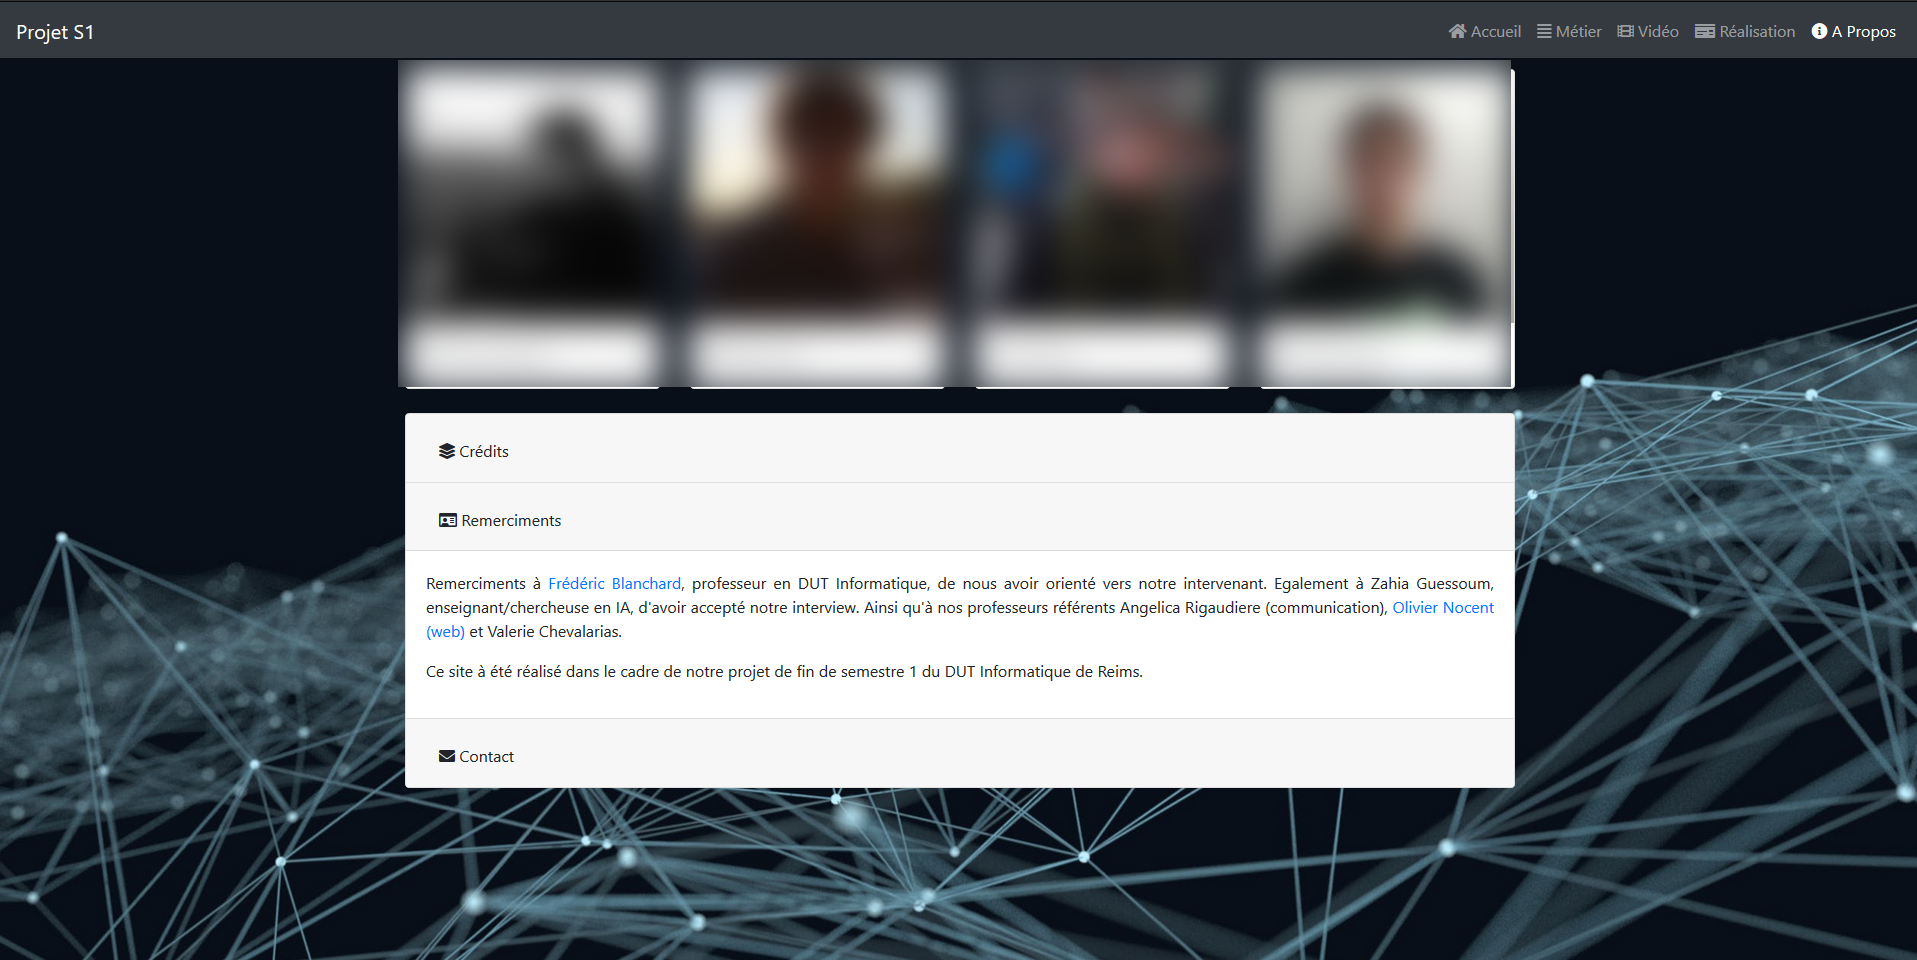 Projet S1
Accueil
Métier
Vidéo
Réalisation
A Propos
Crédits
Remerciments
Remerciments à Frédéric Blanchard, professeur en DUT Informatique, de nous avoir orienté vers notre intervenant. Egalement à Zahia Guessoum,
enseignant/chercheuse en IA, d'avoir accepté notre interview. Ainsi qu'à nos professeurs référents Angelica Rigaudiere (communication), Olivier Nocent
(web) et Valerie Chevalarias.
Ce site à été réalisé dans le cadre de notre projet de fin de semestre 1 du DUT Informatique de Reims.
Contact